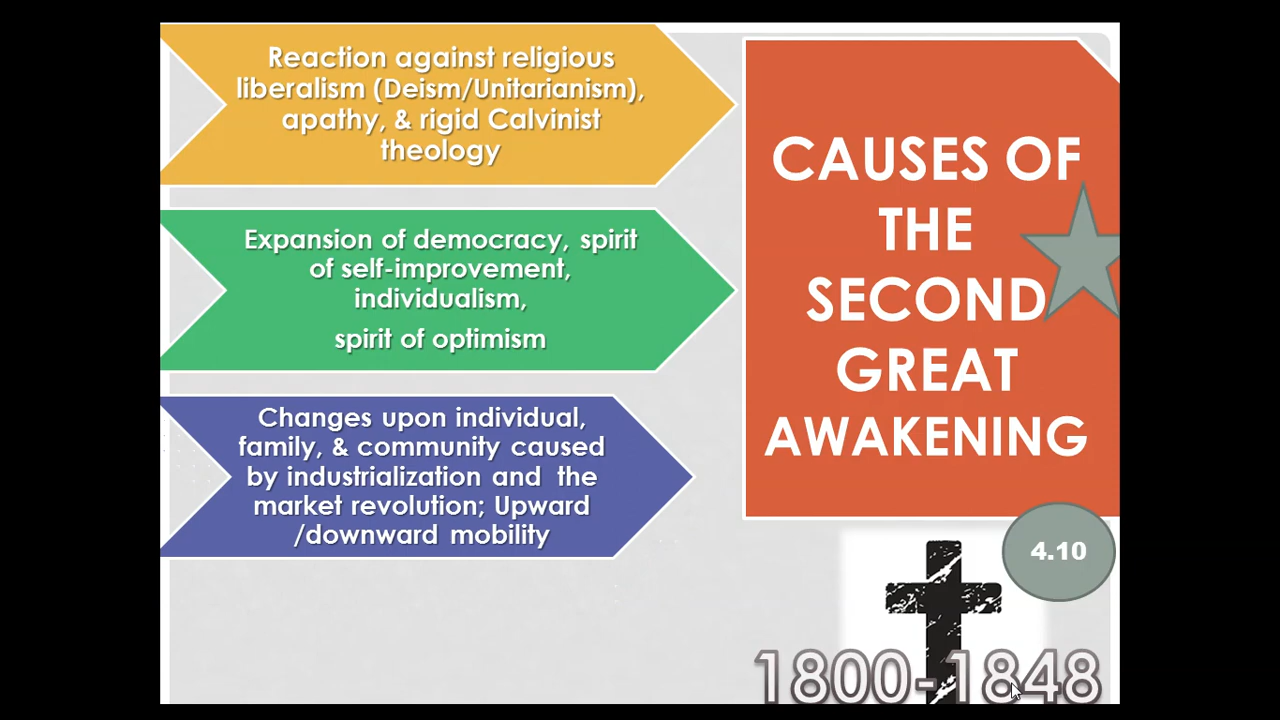 Reaction against religious
liberalism (Deism/Unitarianism),
apathy, & rigid Calvinist
theology
Expansion of democracy, spirit
of self-improvement,
individualism,
spirit of optimism
Changes upon individual,
family, & community caused
by industrialization and the
market revolution; Upward
/downward mobility
CAUSES OF
THE
SECOND
GREAT
AWAKENING
4.10
1800-1848